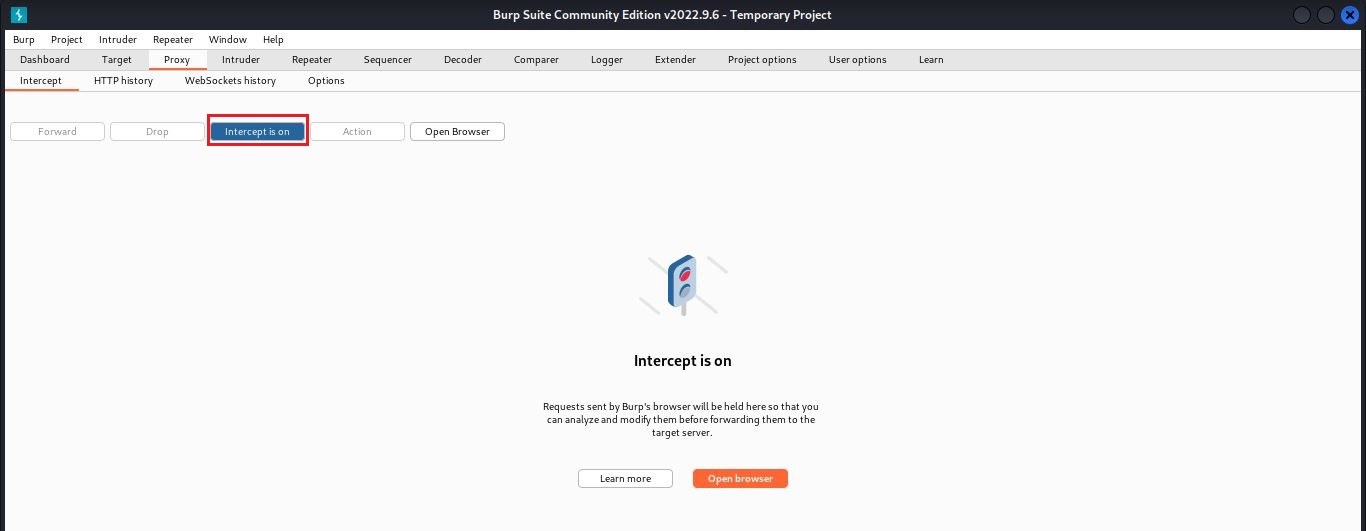 Burp Suite Community Edition v2022.9.6 - Temporary Project
Burp Project Intruder Repeater Window Help
Dashboard Target Proxy Intruder Repeater Sequencer Decoder Comparer Logger Extender Project options User options Learn
Intercept HTTP history WebSockets history Options
Forward Drop Intercept is on Action Open Browser
Intercept is on
Requests sent by Burp's browser will be held here so that you
can analyze and modify them before forwarding them to the
target server.
Learn more Open browser